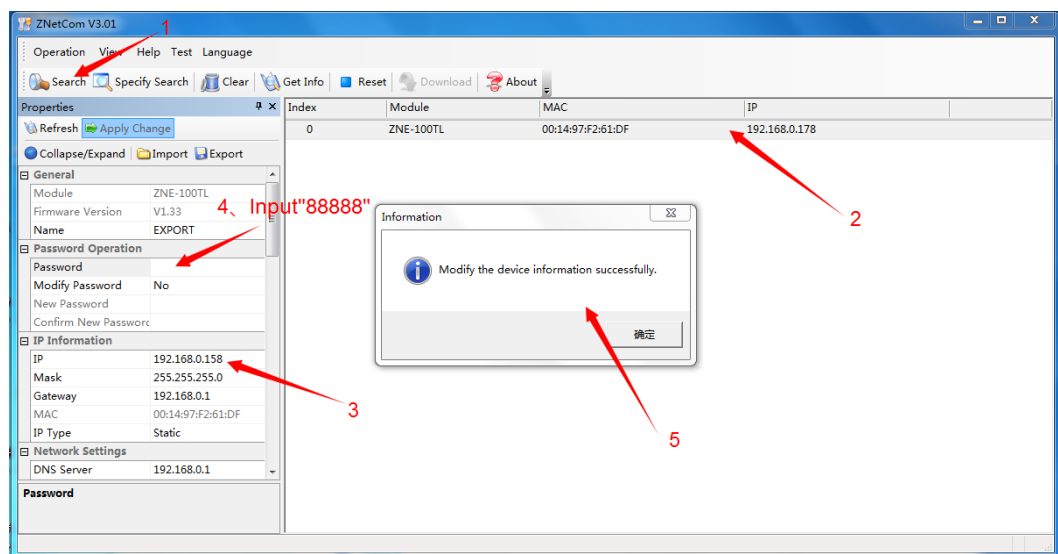 ZNetCom V3.01
1
Operation View Help Test Language
Search Specify Search Clear Get Info Reset Download About
Properties
Refresh Apply Change
Collapse/Expand Import Export
General
Module ZNE-100TL
Firmware Version V1.33
Name EXPORT
Password Operation
Password
Modify Password No
New Password
Confirm New Password
IP Information
IP 192.168.0.158
Mask 255.255.255.0
Gateway 192.168.0.1
MAC 00:14:97:F2:61:DF
IP Type Static
Network Settings
DNS Server 192.168.0.1
Password
4、Input"88888"
3
Index Module MAC IP
0 ZNE-100TL 00:14:97:F2:61:DF 192.168.0.178
2
Information
Modify the device information successfully.
确定
5